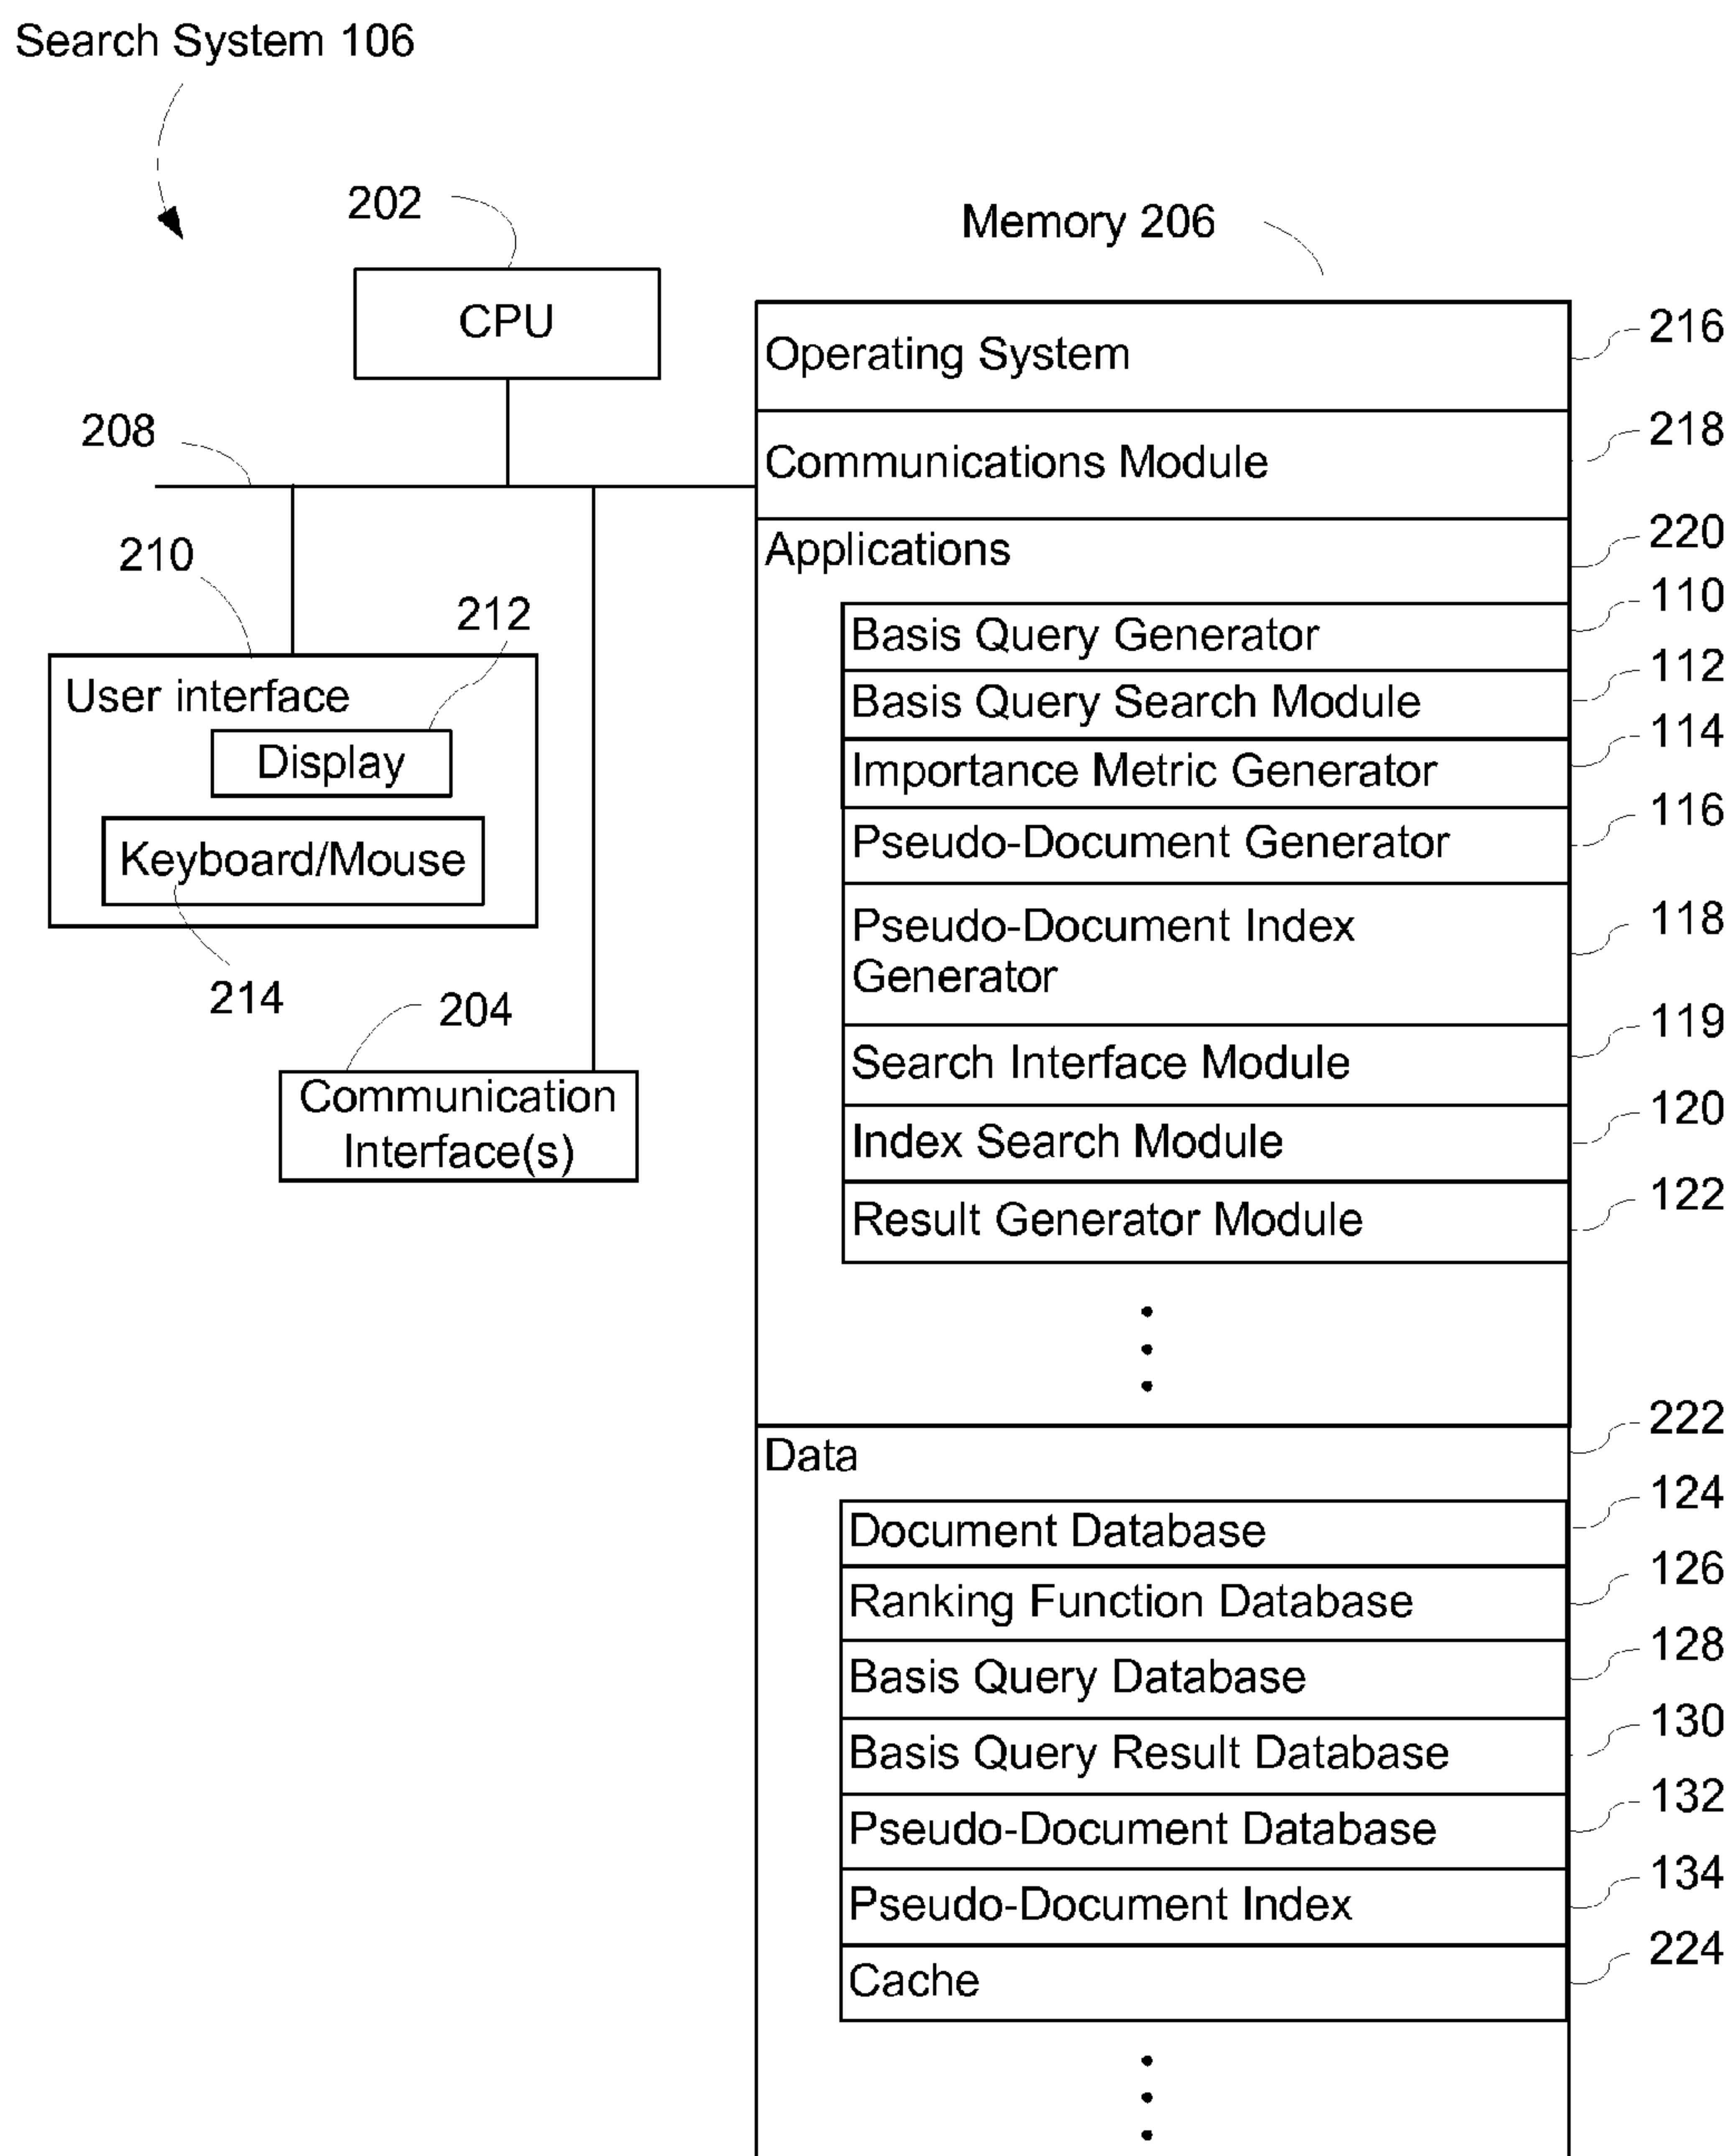 Search System 106
202
CPU
208
210
User interface
212
Display
Keyboard/Mouse
214
204
Communication
Interface(s)
Memory 206
Operating System
216
Communications Module
218
Applications
220
Basis Query Generator
110
Basis Query Search Module
112
Importance Metric Generator
114
Pseudo-Document Generator
116
Pseudo-Document Index
Generator
118
Search Interface Module
119
Index Search Module
120
Result Generator Module
122
Data
222
Document Database
124
Ranking Function Database
126
Basis Query Database
128
Basis Query Result Database
130
Pseudo-Document Database
132
Pseudo-Document Index
134
Cache
224